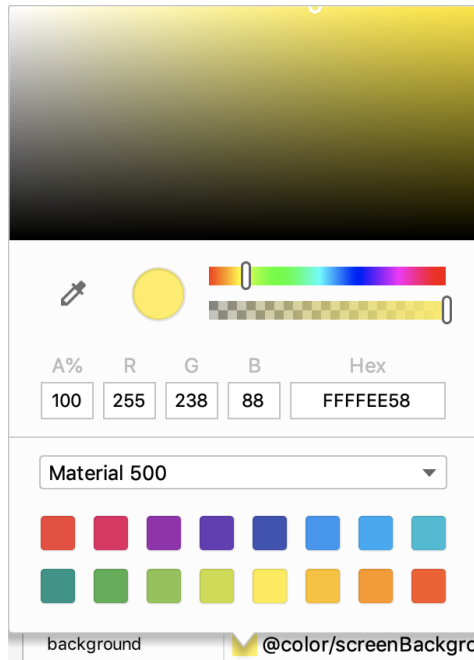 A% R G B Hex
100 255 238 88 FFFFEE58
Material 500
background @color/screenBackgro